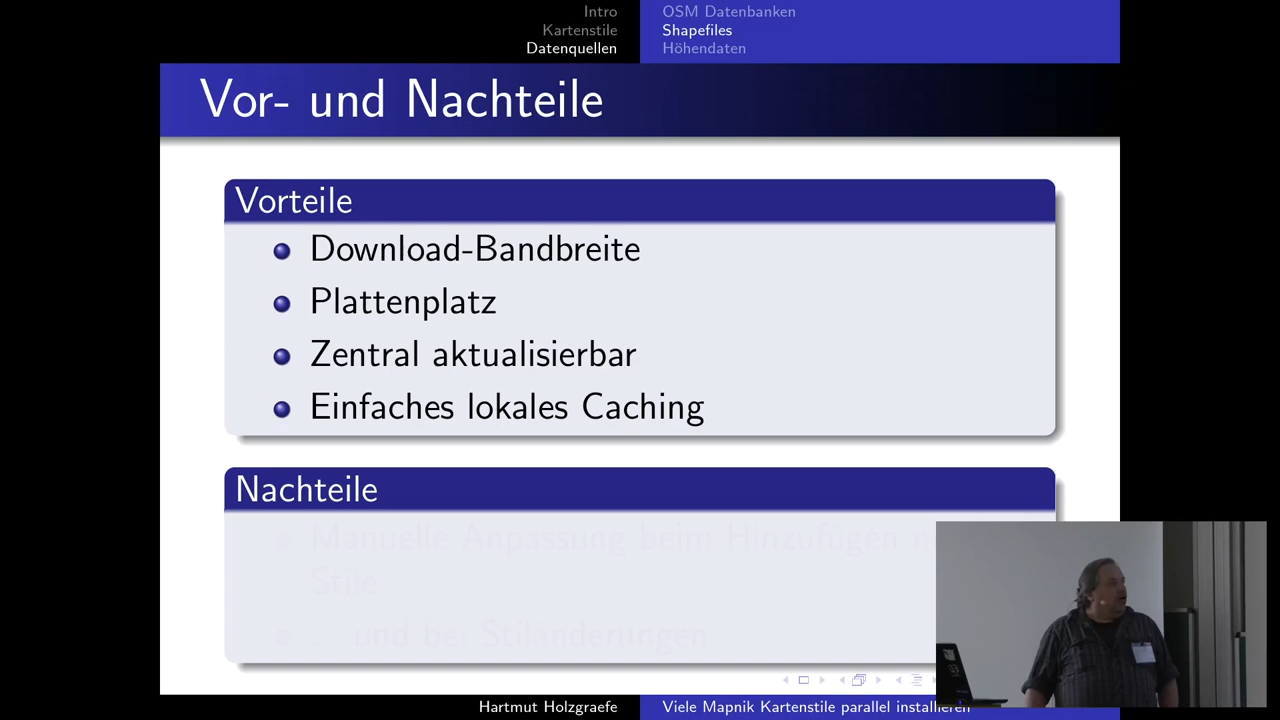 Intro
Kartenstile
Datenquellen
OSM Datenbanken
Shapefiles
Höhendaten
Vor- und Nachteile
Vorteile
Download-Bandbreite
Plattenplatz
Zentral aktualisierbar
Einfaches lokales Caching
Nachteile
Manuelle Anpassung beim Hinzufügen
Stile
und bei Stiländerungen
Hartmut Holzgraefe
Viele Mapnik Kartenstile parallel installieren